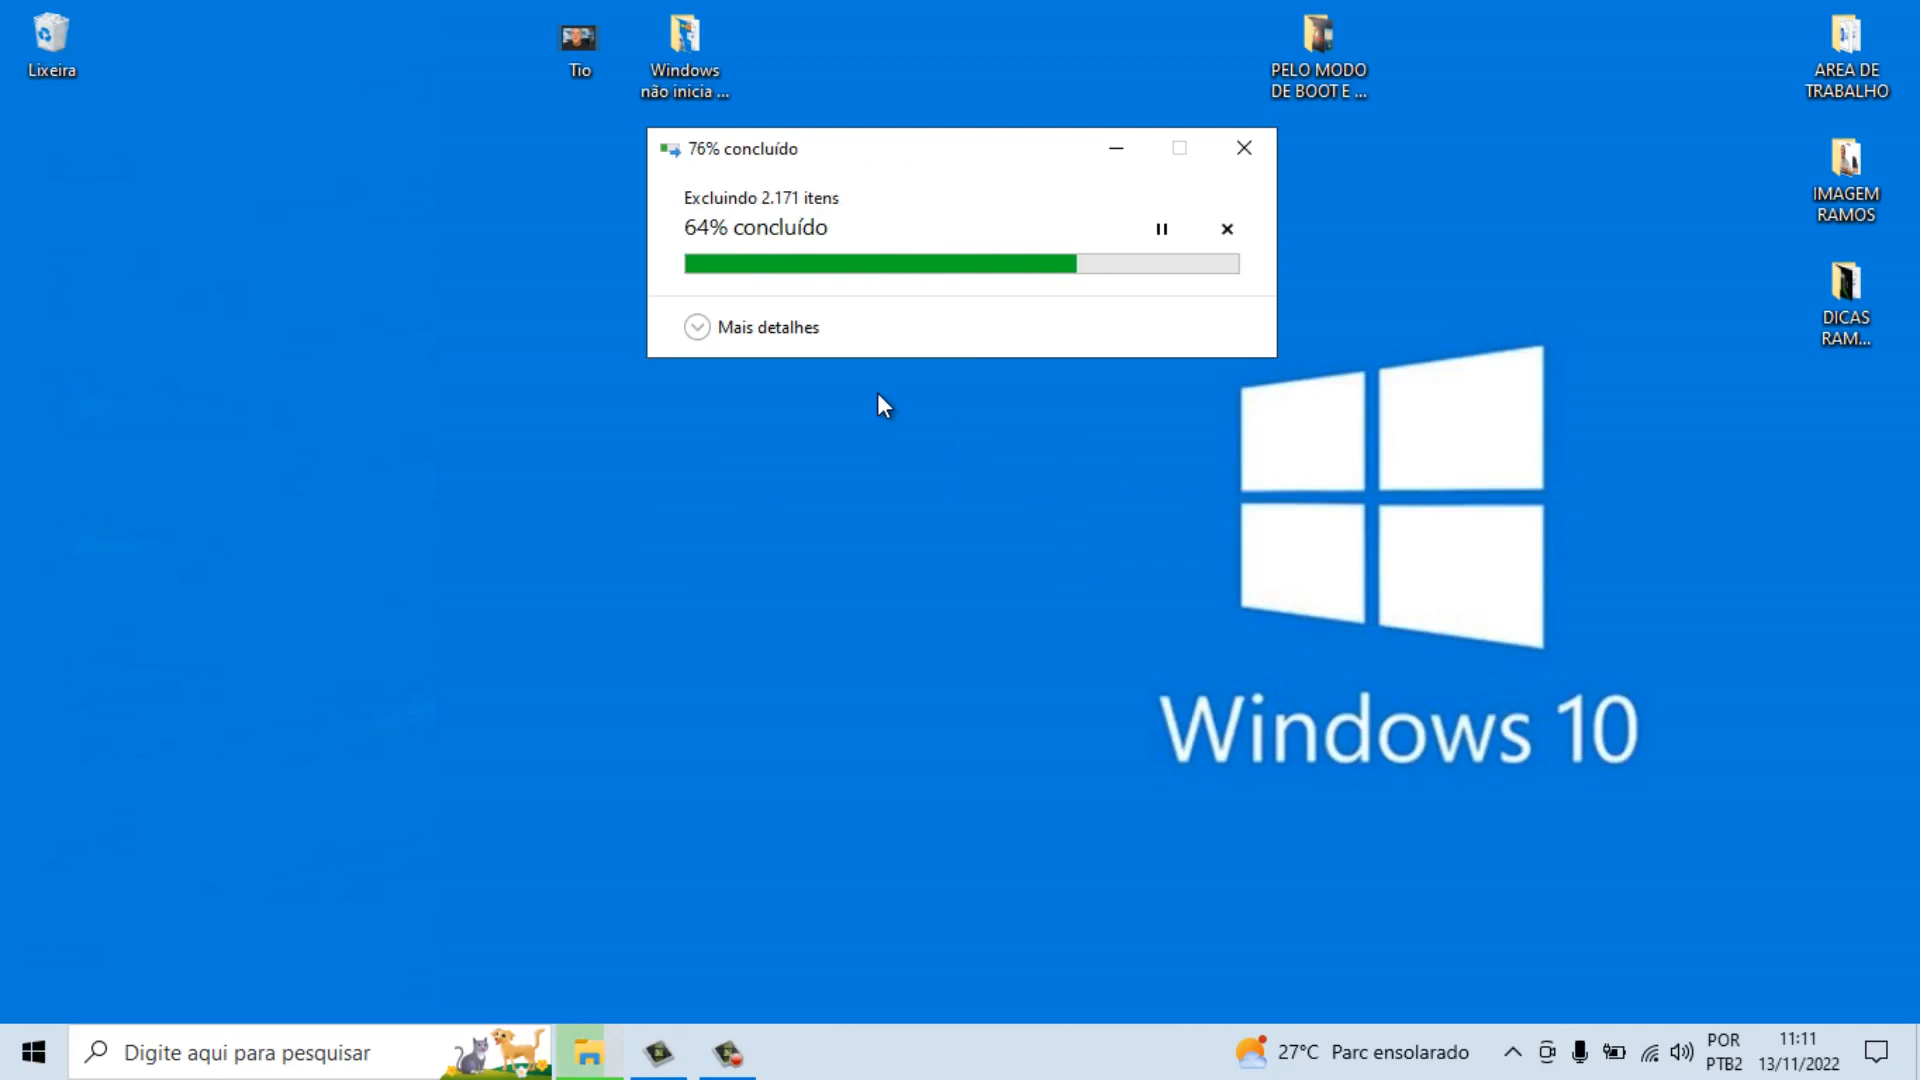 Lixeira
Tio
Windows
não inicia ...
PELO MODO
DE BOOT E ...
AREA DE
TRABALHO
76% concluído
Excluindo 2.171 itens
64% concluído
Mais detalhes
IMAGEM
RAMOS
DICAS
RAM...
Windows 10
Digite aqui para pesquisar
27°C Parc ensolarado
POR
PTB2
11:11
13/11/2022